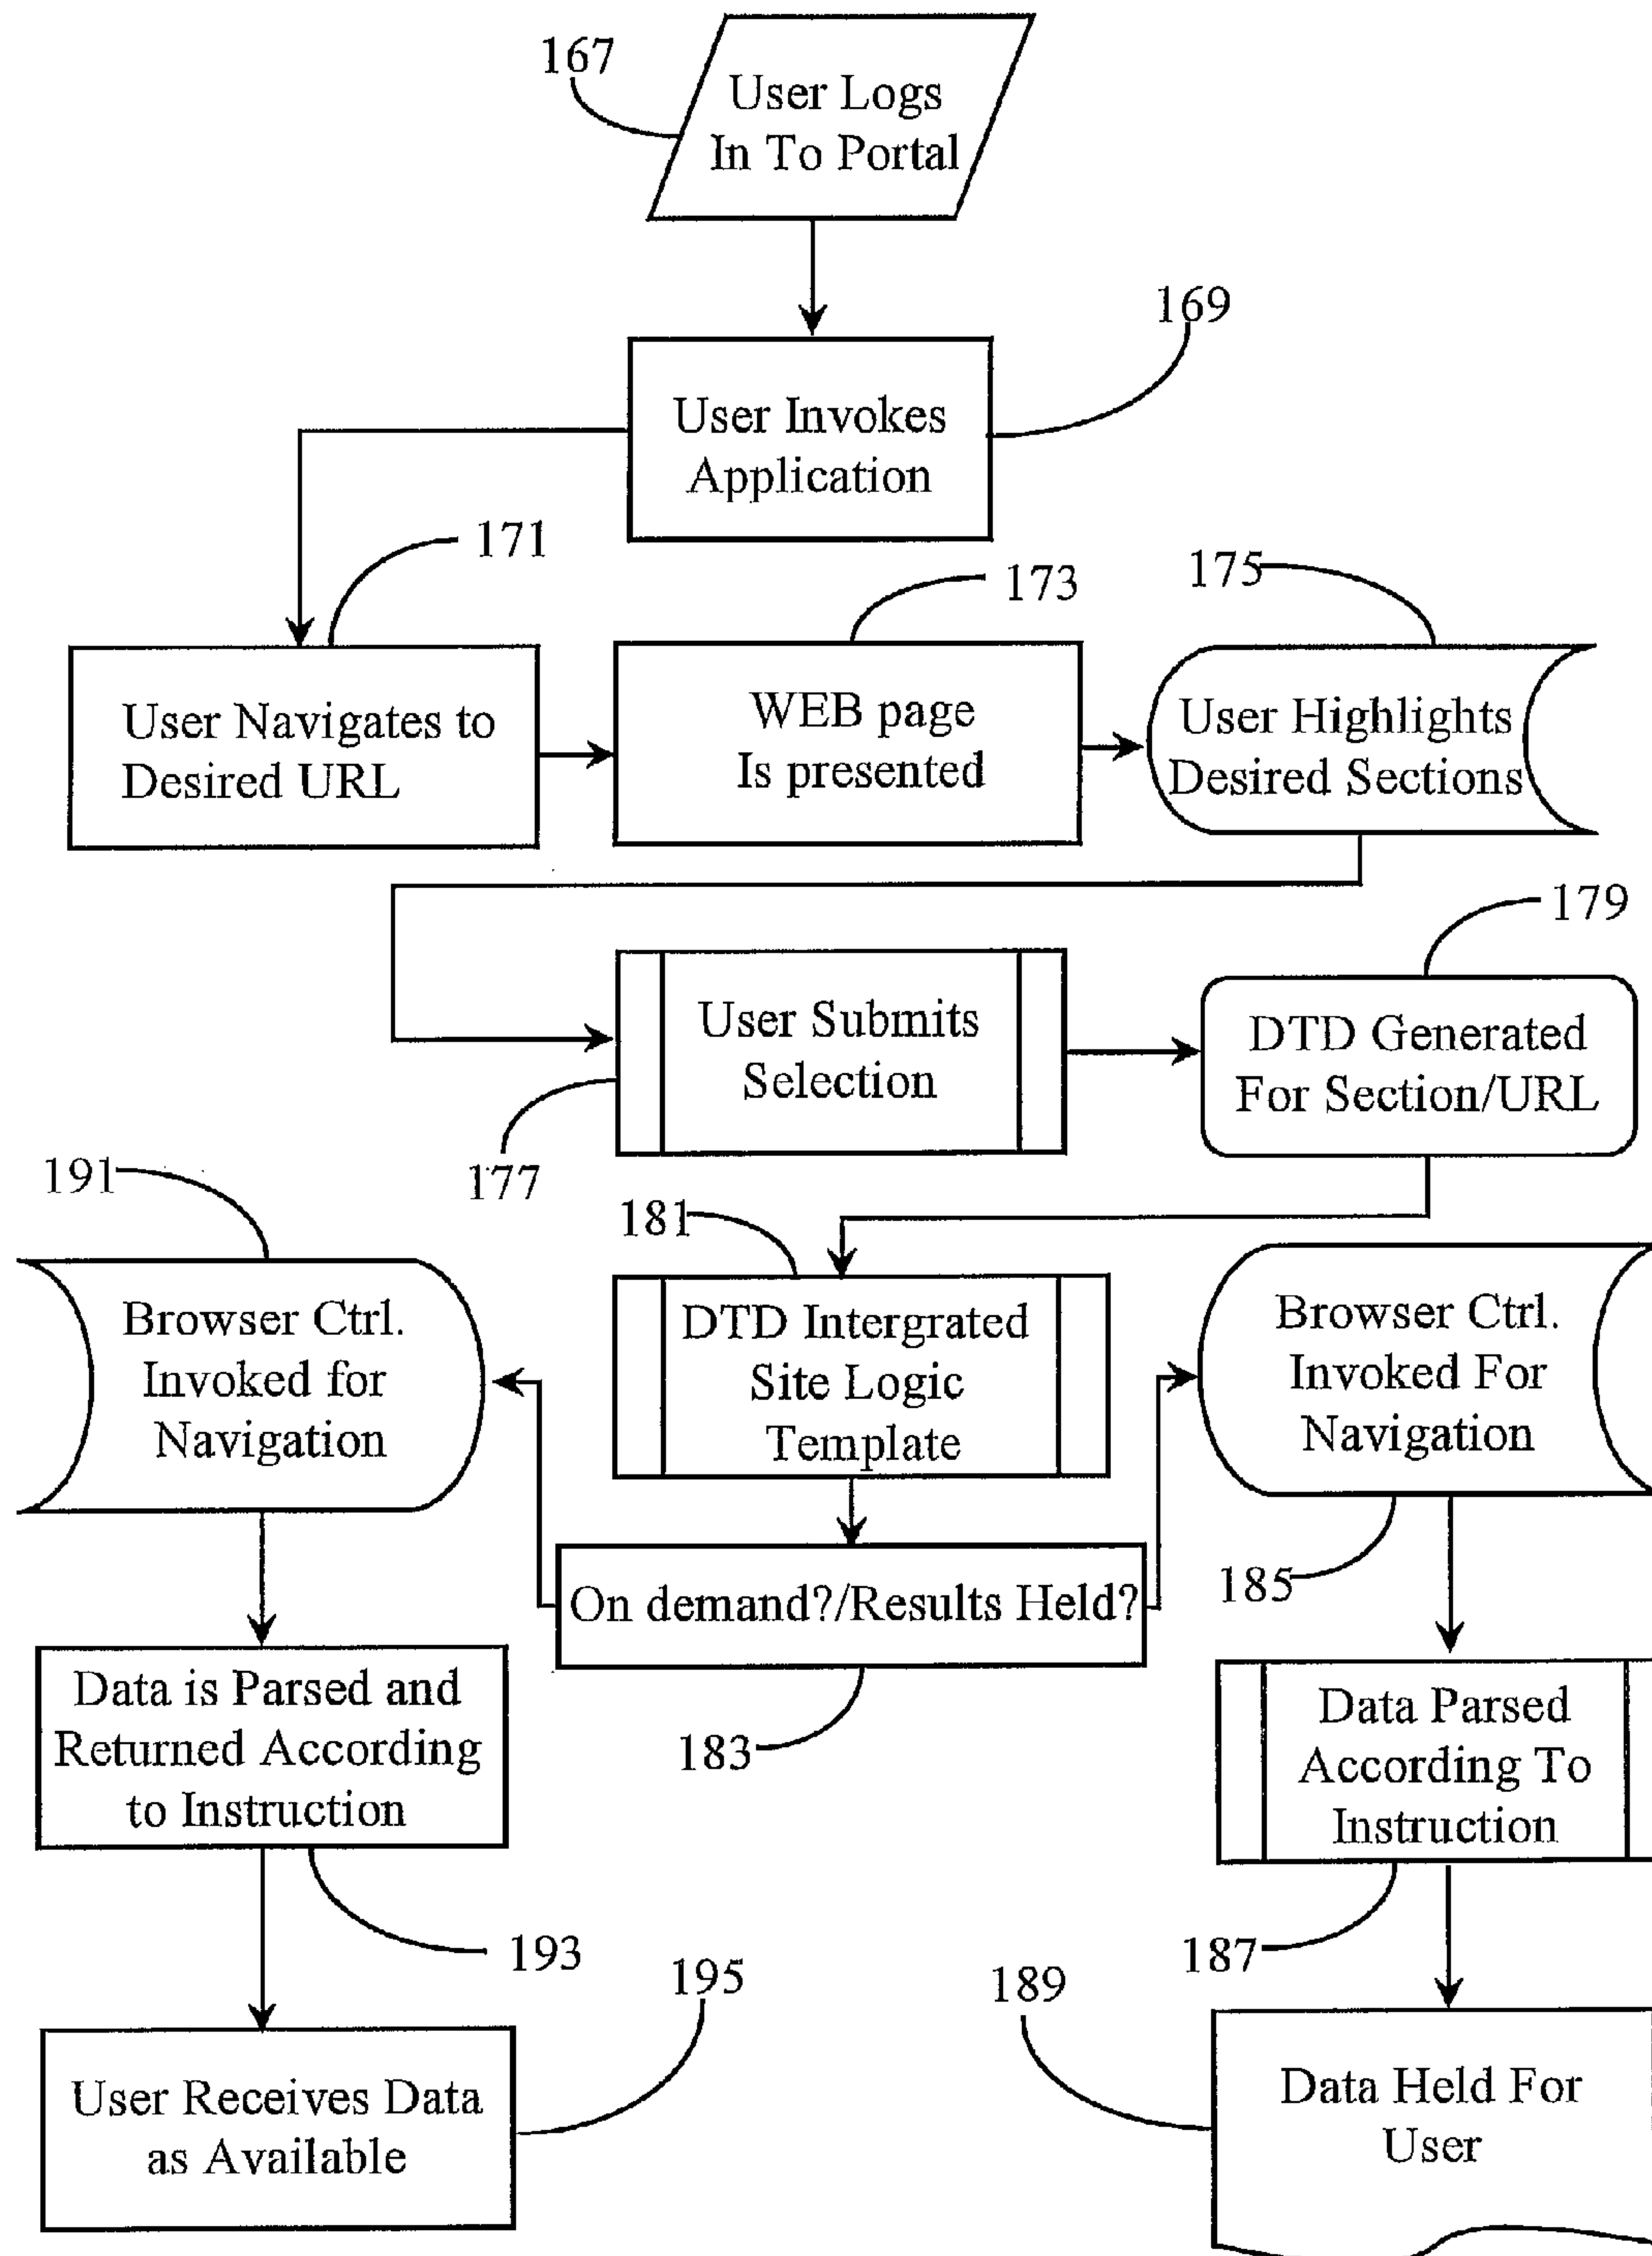 167
User Logs
In To Portal
169
User Invokes
Application
171
173
175
User Navigates to
Desired URL
WEB page
Is presented
User Highlights
Desired Sections
179
User Submits
Selection
DTD Generated
For Section/URL
177
191
181
Browser Ctrl.
Invoked for
Navigation
DTD Intergrated
Site Logic
Template
Browser Ctrl.
Invoked For
Navigation
On demand?/Results Held?
185
183
Data is Parsed and
Returned According
to Instruction
Data Parsed
According To
Instruction
193
187
195
189
User Receives Data
as Available
Data Held For
User